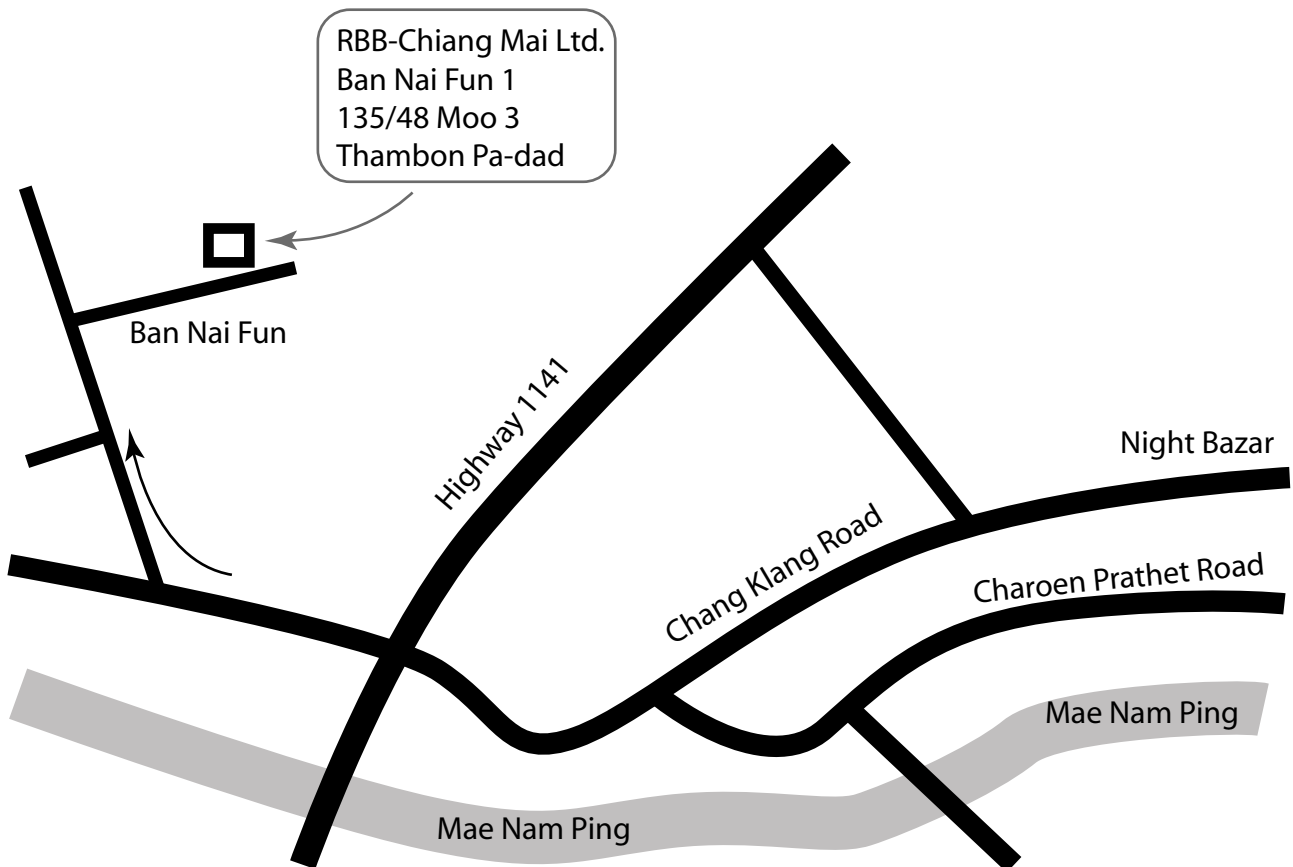 RBB-Chiang Mai Ltd.
Ban Nai Fun 1
135/48 Moo 3
Thambon Pa-dad
Ban Nai Fun
Highway 1141
Night Bazar
Chang Klang Road
Charoen Prathet Road
Mae Nam Ping
Mae Nam Ping